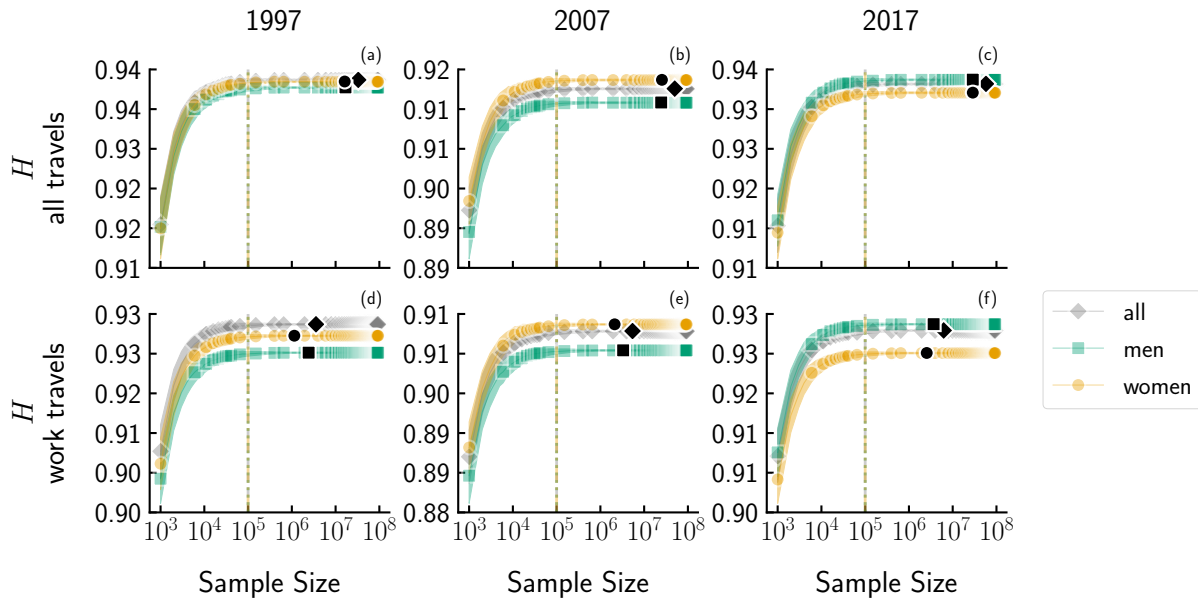 1997 2007 2017
(a) (b) (c)
0.94 0.92 0.94
0.94 0.91 0.93
0.93 0.91 0.93
0.92 0.90 0.92
0.92 0.89 0.91
0.91 0.89 0.91
H
all travels
(d) (e) (f)
0.93 0.91 0.93
0.93 0.91 0.93
0.92 0.90 0.92
0.91 0.89 0.91
0.90 0.89 0.91
0.90 0.88 0.90
H
work travels
10³ 10⁴ 10⁵ 10⁶ 10⁷ 10⁸ 10³ 10⁴ 10⁵ 10⁶ 10⁷ 10⁸ 10³ 10⁴ 10⁵ 10⁶ 10⁷ 10⁸
Sample Size Sample Size Sample Size
all
men
women